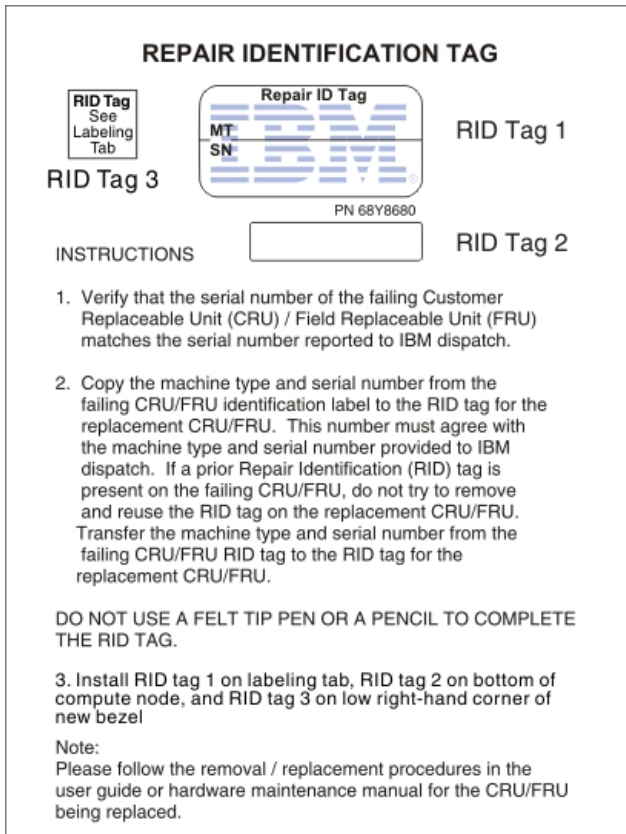 REPAIR IDENTIFICATION TAG
RID Tag
See
Labeling
Tab
RID Tag 3
Repair ID Tag
MT
SN
IBM®
RID Tag 1
PN 68Y8680
RID Tag 2
INSTRUCTIONS
1. Verify that the serial number of the failing Customer
Replaceable Unit (CRU) / Field Replaceable Unit (FRU)
matches the serial number reported to IBM dispatch.
2. Copy the machine type and serial number from the
failing CRU/FRU identification label to the RID tag for the
replacement CRU/FRU. This number must agree with
the machine type and serial number provided to IBM
dispatch. If a prior Repair Identification (RID) tag is
present on the failing CRU/FRU, do not try to remove
and reuse the RID tag on the replacement CRU/FRU.
Transfer the machine type and serial number from the
failing CRU/FRU RID tag to the RID tag for the
replacement CRU/FRU.
DO NOT USE A FELT TIP PEN OR A PENCIL TO COMPLETE
THE RID TAG.
3. Install RID tag 1 on labeling tab, RID tag 2 on bottom of
compute node, and RID tag 3 on low right-hand corner of
new bezel
Note:
Please follow the removal / replacement procedures in the
user guide or hardware maintenance manual for the CRU/FRU
being replaced.